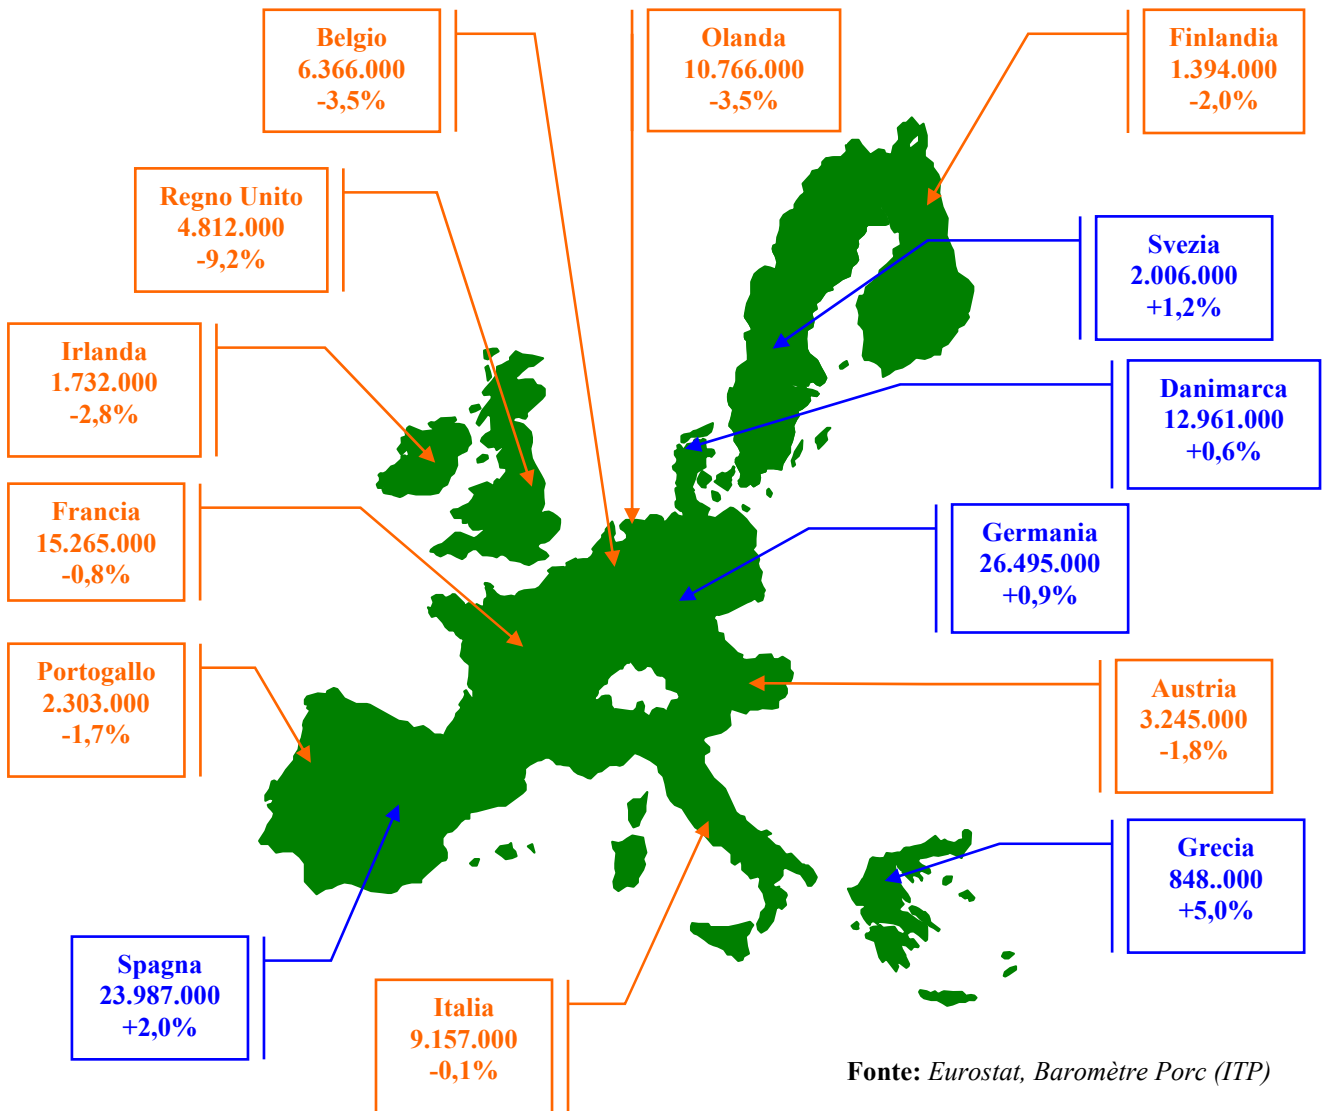 Belgio
6.366.000
-3,5%
Olanda
10.766.000
-3,5%
Finlandia
1.394.000
-2,0%
Regno Unito
4.812.000
-9,2%
Svezia
2.006.000
+1,2%
Irlanda
1.732.000
-2,8%
Danimarca
12.961.000
+0,6%
Francia
15.265.000
-0,8%
Germania
26.495.000
+0,9%
Portogallo
2.303.000
-1,7%
Austria
3.245.000
-1,8%
Grecia
848..000
+5,0%
Spagna
23.987.000
+2,0%
Italia
9.157.000
-0,1%
Fonte: Eurostat, Baromètre Porc (ITP)